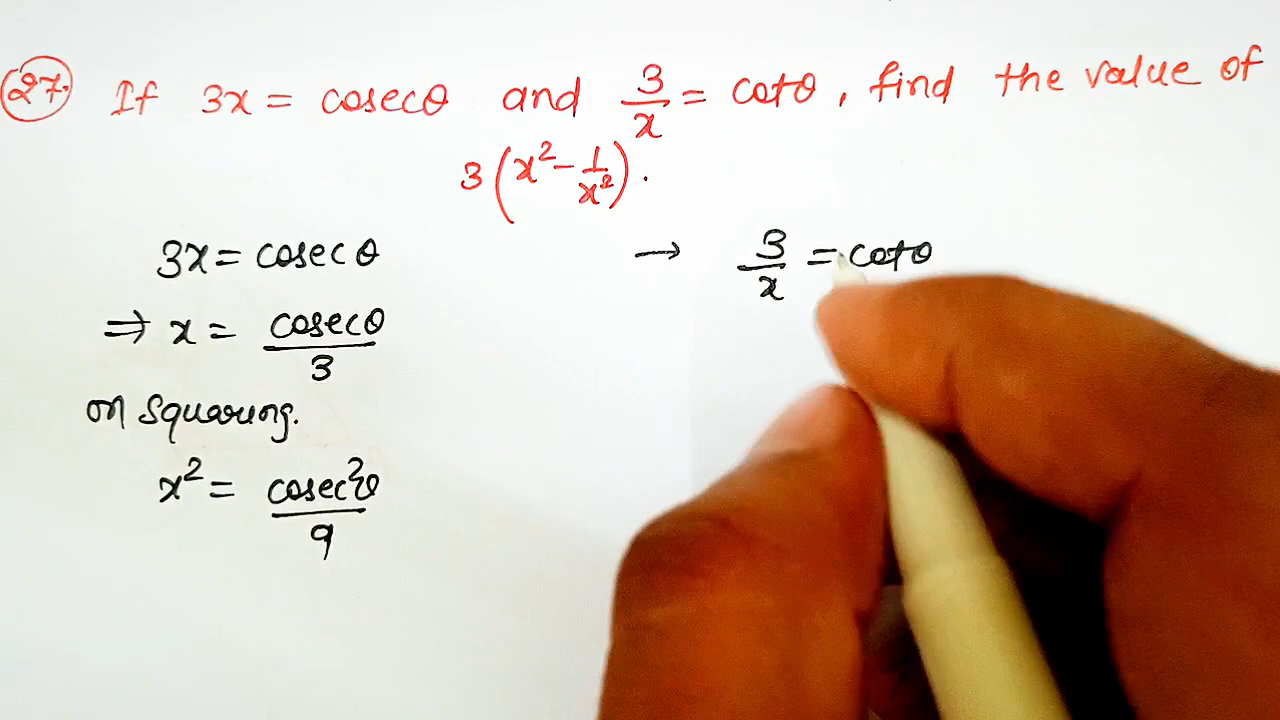 27. If 3x = cosecθ and 3/x = cotθ, find the value of
3(x² - 1/x²).
3x = cosecθ
⇒ x = cosecθ/3
on squaring.
x² = cosec²θ/9
→ 3/x = cotθ